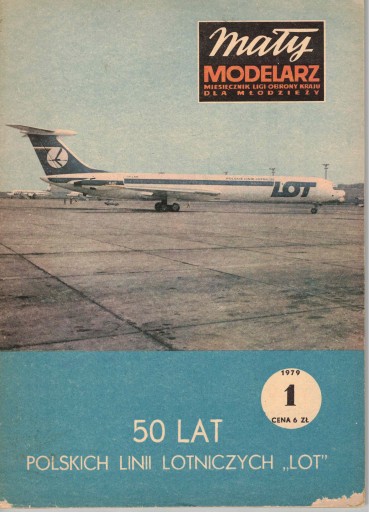 mały
MODELARZ
MIESIĘCZNIK LIGI OBRONY KRAJU
DLA MŁODZIEŻY
LOT
1979
1
CENA 6 ZŁ
50 LAT
POLSKICH LINII LOTNICZYCH „LOT"